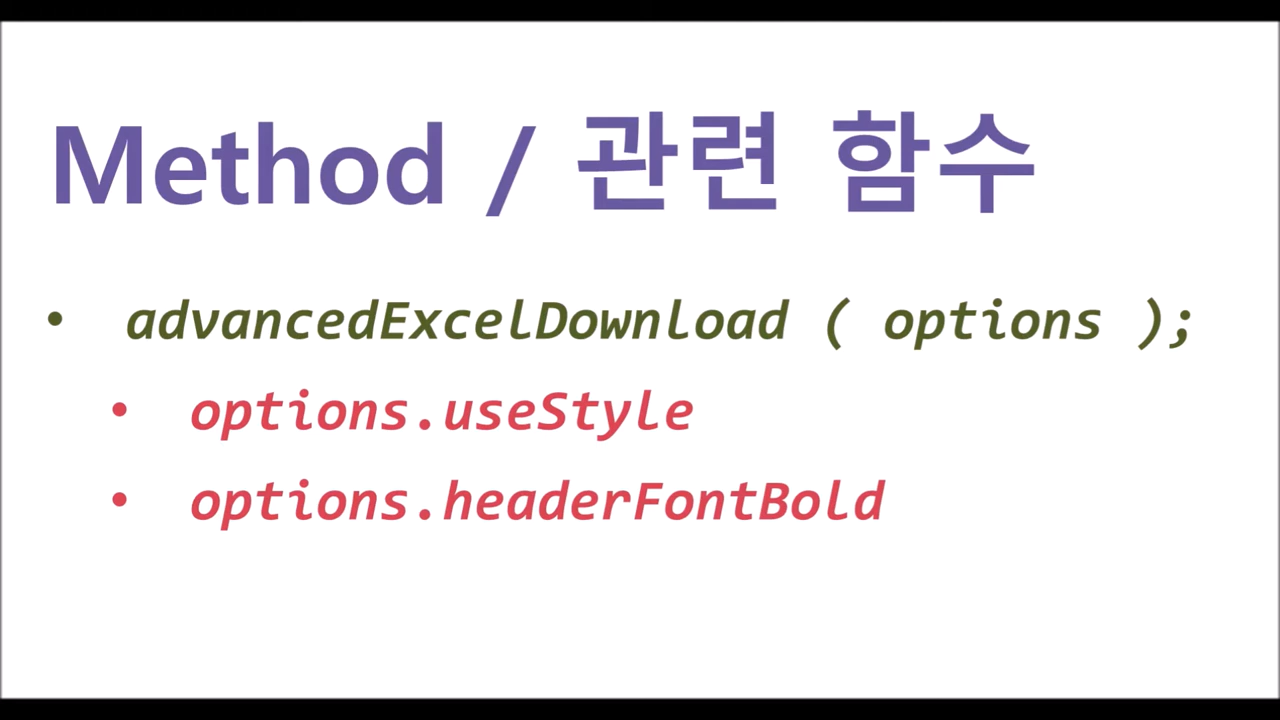 Method / 관련 함수
• advancedExcelDownload ( options );
• options.useStyle
• options.headerFontBold